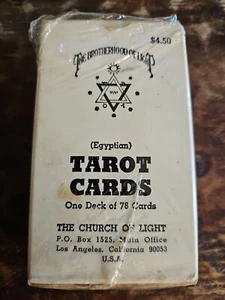 THE BROTHERHOOD OF LIGHT
$4.50
(Egyptian)
TAROT
CARDS
One Deck of 78 Cards
THE CHURCH OF LIGHT
P.O. Box 1525, Main Office
Los Angeles, California 90053
U.S.A.